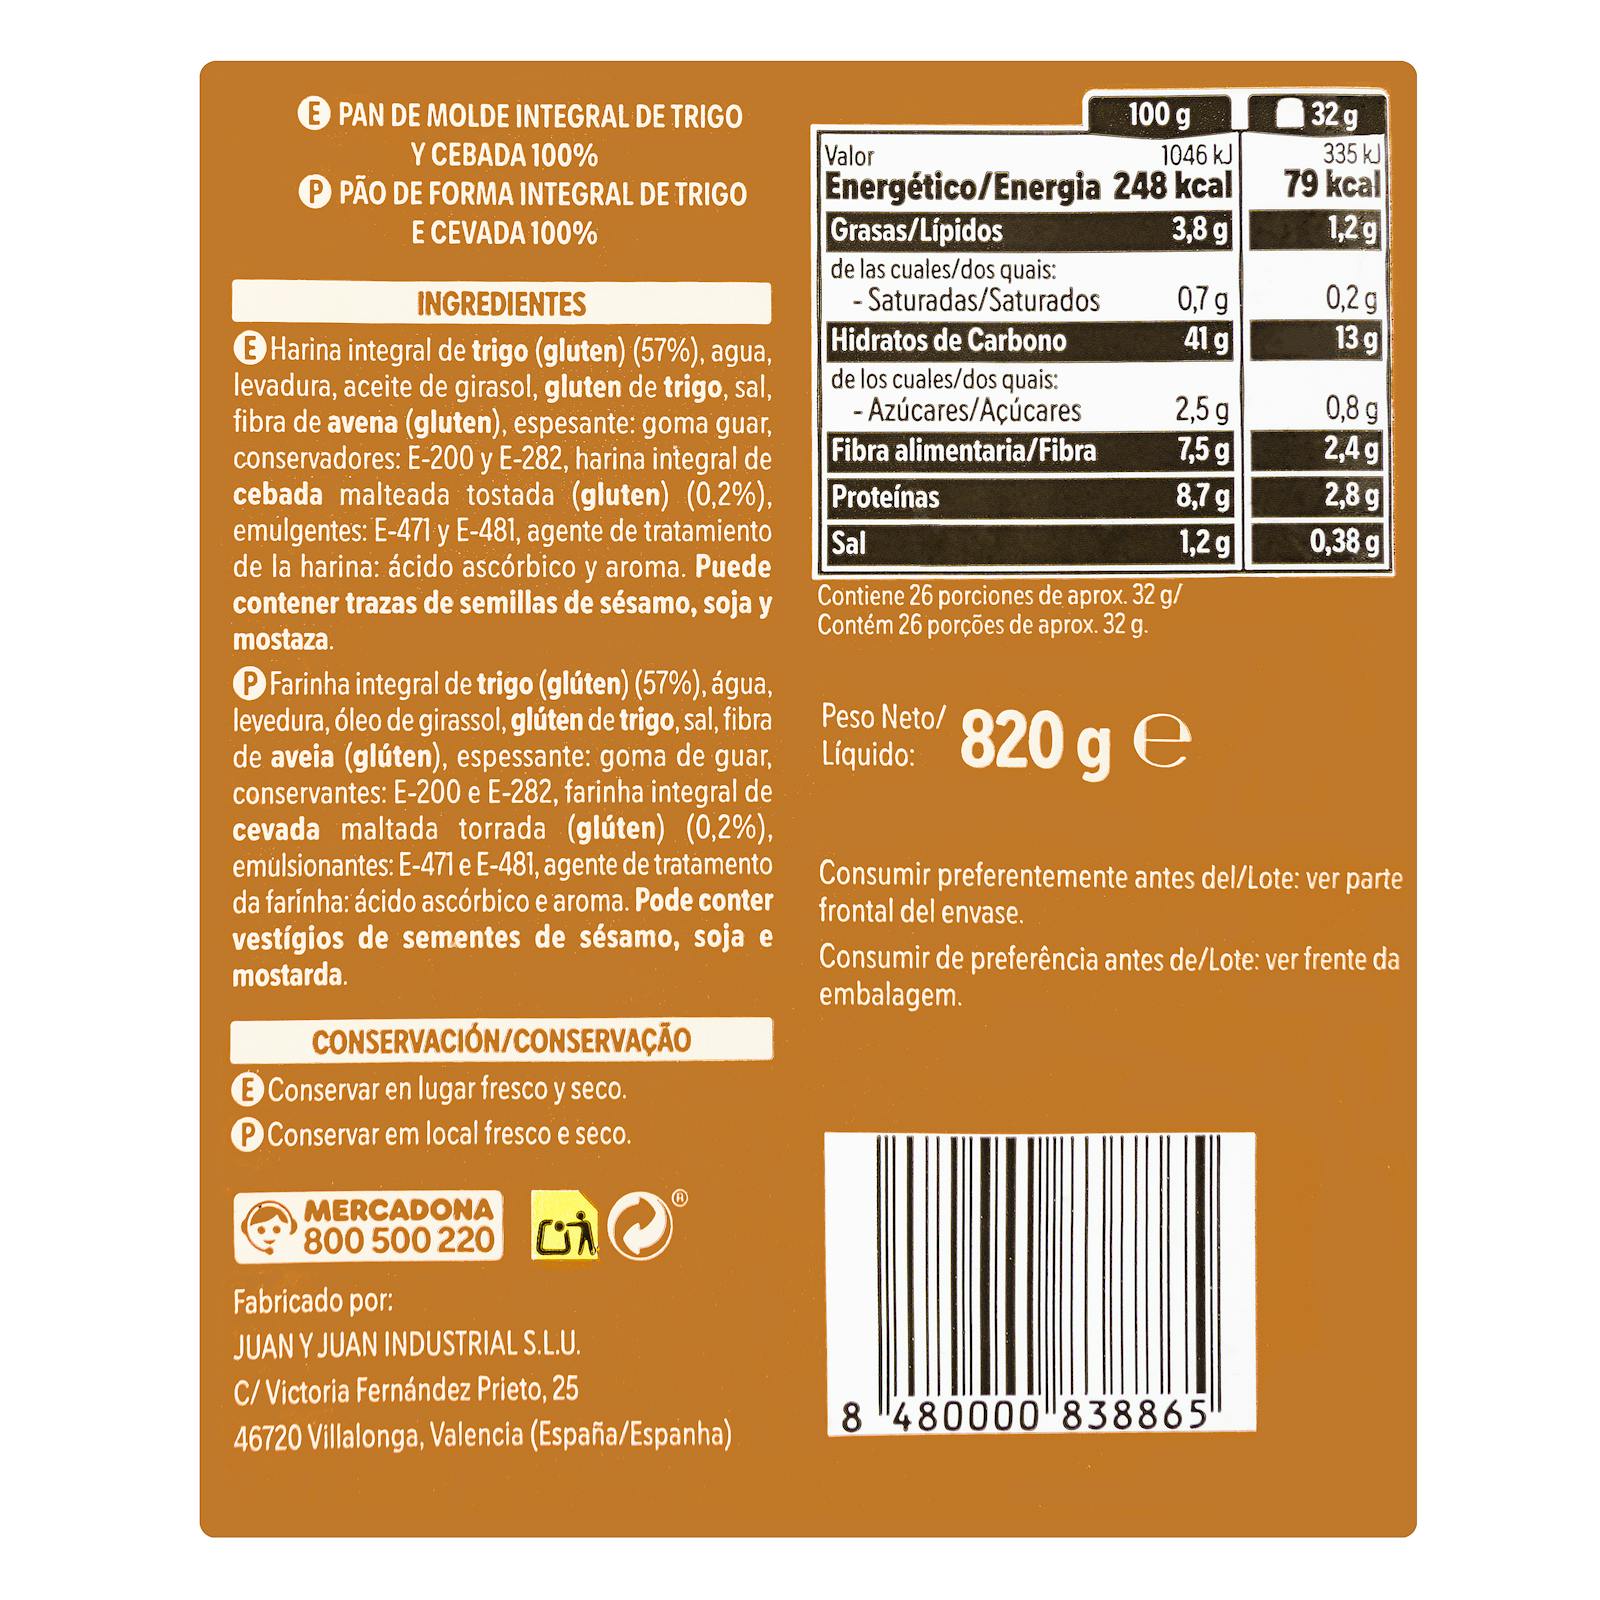 E PAN DE MOLDE INTEGRAL DE TRIGO
Y CEBADA 100%
P PÃO DE FORMA INTEGRAL DE TRIGO
E CEVADA 100%
INGREDIENTES
E Harina integral de trigo (gluten) (57%), agua,
levadura, aceite de girasol, gluten de trigo, sal,
fibra de avena (gluten), espesante: goma guar,
conservadores: E-200 y E-282, harina integral de
cebada malteada tostada (gluten) (0,2%),
emulgentes: E-471 y E-481, agente de tratamiento
de la harina: ácido ascórbico y aroma. Puede
contener trazas de semillas de sésamo, soja y
mostaza.
P Farinha integral de trigo (glúten) (57%), água,
levedura, óleo de girassol, glúten de trigo, sal, fibra
de aveia (glúten), espessante: goma de guar,
conservantes: E-200 e E-282, farinha integral de
cevada maltada torrada (glúten) (0,2%),
emulsionantes: E-471 e E-481, agente de tratamento
da farinha: ácido ascórbico e aroma. Pode conter
vestígios de sementes de sésamo, soja e
mostarda.
CONSERVACIÓN/CONSERVAÇÃO
E Conservar en lugar fresco y seco.
P Conservar em local fresco e seco.
MERCADONA
800 500 220
®
Fabricado por:
JUAN Y JUAN INDUSTRIAL S.L.U.
C/ Victoria Fernández Prieto, 25
46720 Villalonga, Valencia (España/Espanha)
100 g 32 g
Valor 1046 kJ 335 kJ
Energético/Energia 248 kcal 79 kcal
Grasas/Lípidos 3,8 g 1,2 g
de las cuales/dos quais:
- Saturadas/Saturados 0,7 g 0,2 g
Hidratos de Carbono 41 g 13 g
de los cuales/dos quais:
- Azúcares/Açúcares 2,5 g 0,8 g
Fibra alimentaria/Fibra 7,5 g 2,4 g
Proteínas 8,7 g 2,8 g
Sal 1,2 g 0,38 g
Contiene 26 porciones de aprox. 32 g/
Contém 26 porções de aprox. 32 g.
Peso Neto/
Líquido: 820 g ℮
Consumir preferentemente antes del/Lote: ver parte
frontal del envase.
Consumir de preferência antes de/Lote: ver frente da
embalagem.
8 480000 838865